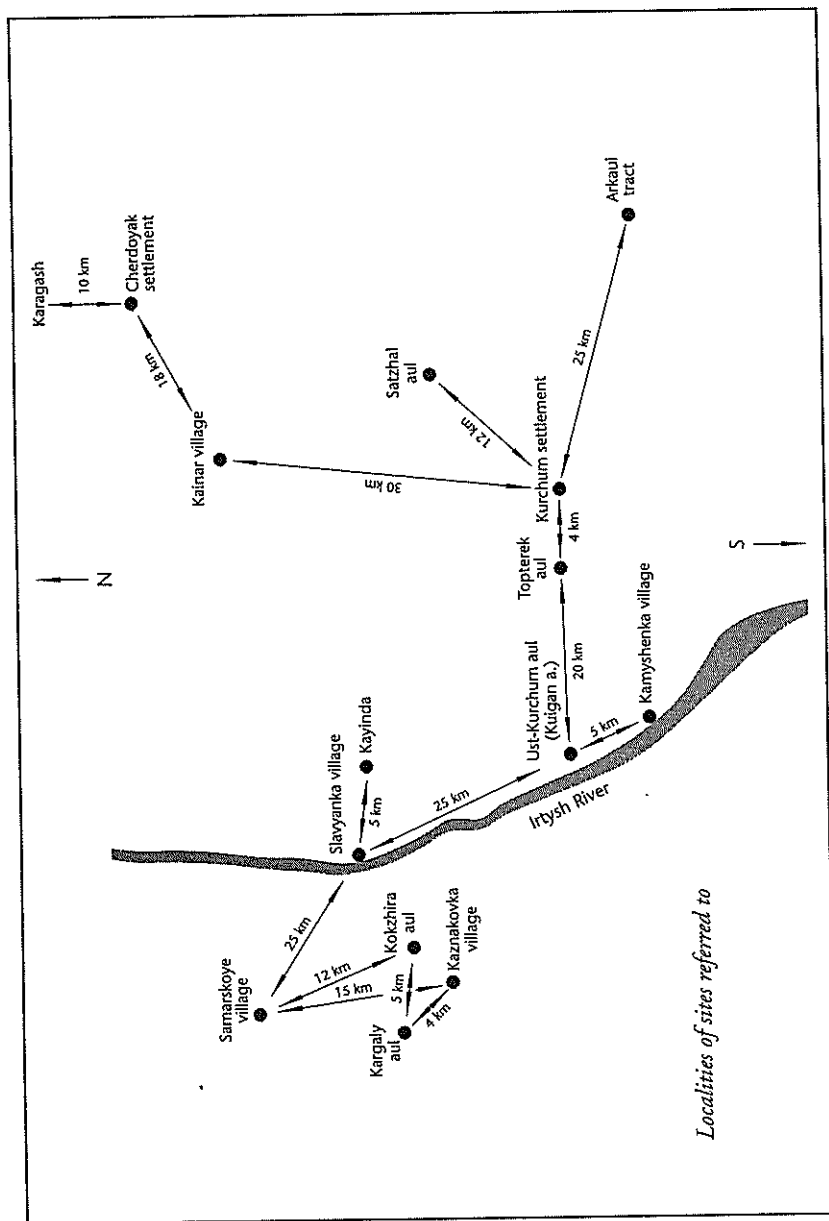 N
Karagash
10 km
Cherdoyak
settlement
18 km
Kainar village
Satzhal
aul
12 km
30 km
Arkaul
tract
25 km
Kurchum settlement
4 km
Topterek
aul
S
20 km
Ust-Kurchum aul
(Kuigan a.)
5 km
Kamyshenka village
Slavyanka village
Kayinda
5 km
25 km
Irtysh River
25 km
Samarskoye
village
12 km
15 km
Kokzhira
aul
5 km
Kaznakovka
village
4 km
Kargaly
aul
Localities of sites referred to